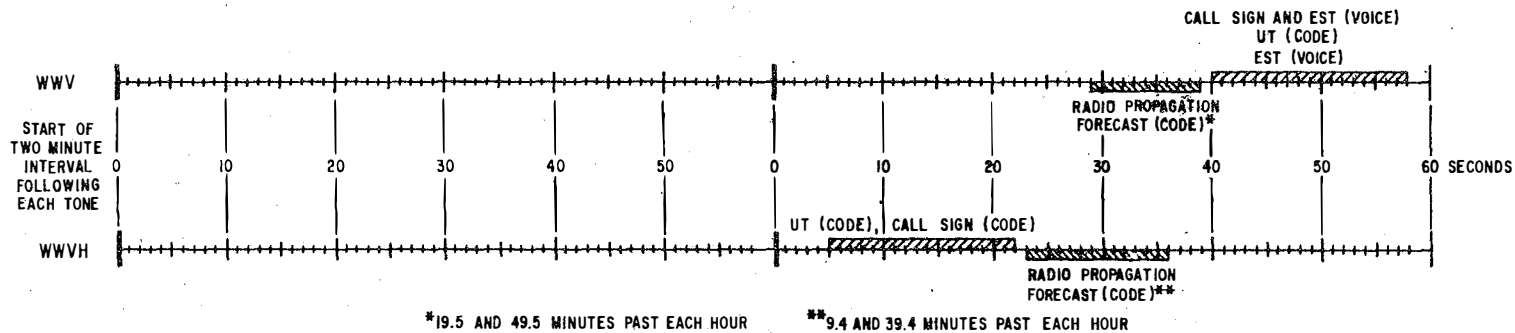 CALL SIGN AND EST (VOICE)
UT (CODE)
EST (VOICE)
WWV
RADIO PROPAGATION
FORECAST (CODE)*
START OF
TWO MINUTE
INTERVAL
FOLLOWING
EACH TONE
0 10 20 30 40 50 0 10 20 30 40 50 60 SECONDS
UT (CODE), CALL SIGN (CODE)
WWVH
RADIO PROPAGATION
FORECAST (CODE)**
*19.5 AND 49.5 MINUTES PAST EACH HOUR **9.4 AND 39.4 MINUTES PAST EACH HOUR